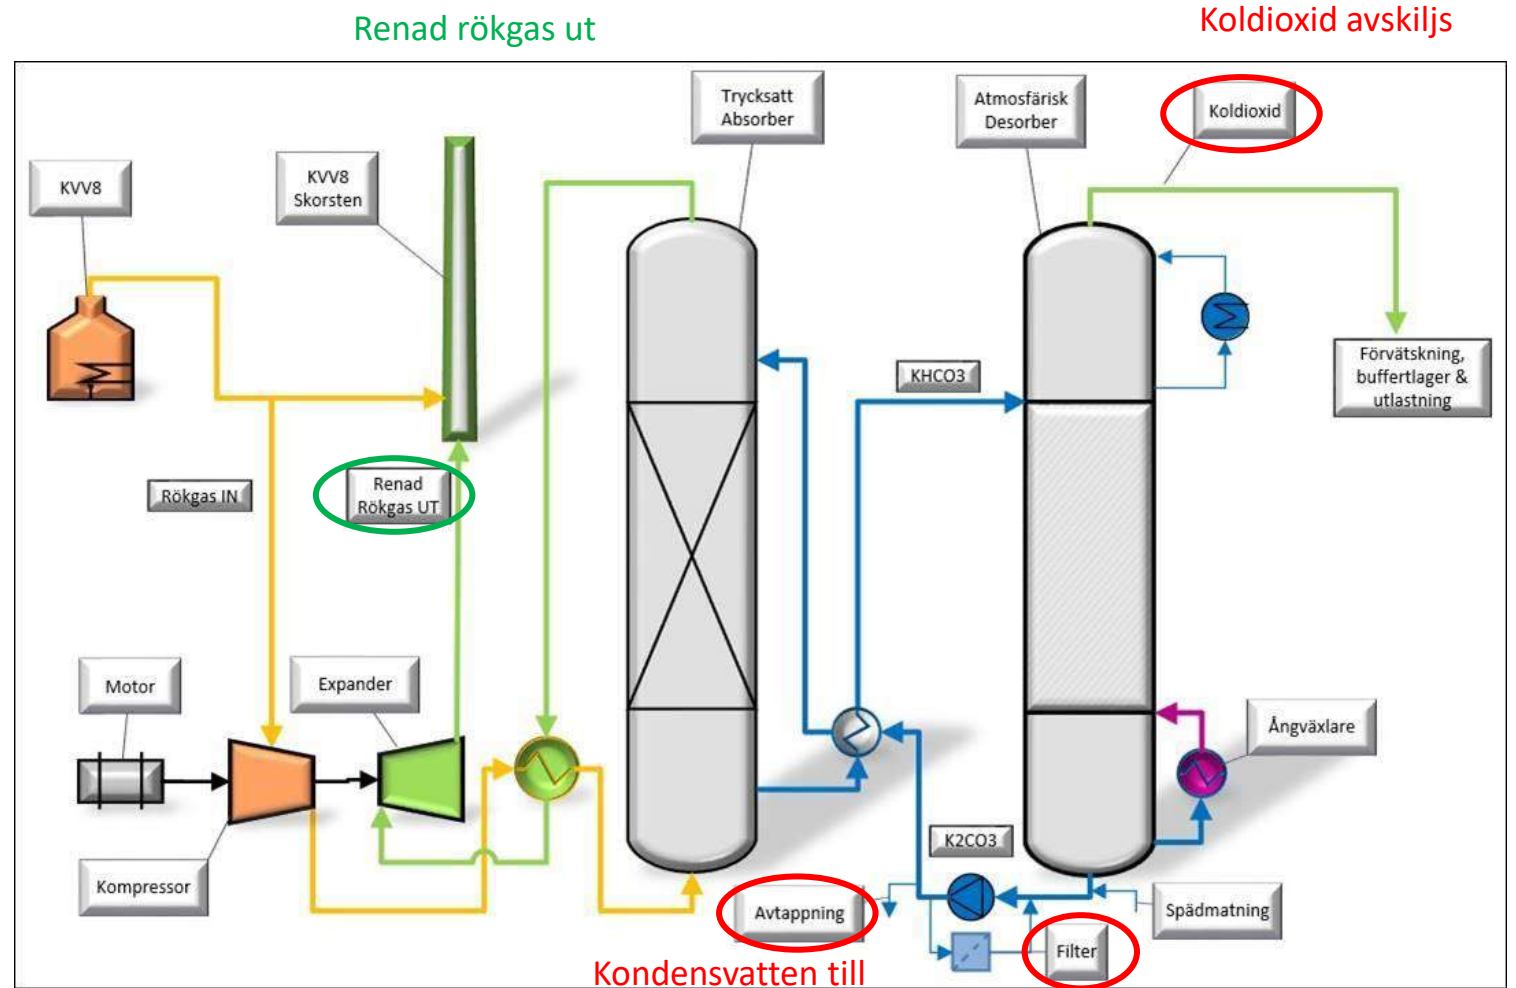 Renad rökgas ut
Koldioxid avskiljs
Trycksatt
Absorber
Atmosfärisk
Desorber
Koldioxid
KVV8
KVV8
Skorsten
KHCO3
Förvätskning,
buffertlager &
utlastning
Rökgas IN
Renad
Rökgas UT
Motor
Expander
Ångväxlare
K2CO3
Kompressor
Avtappning
Spädmatning
Filter
Kondensvatten till